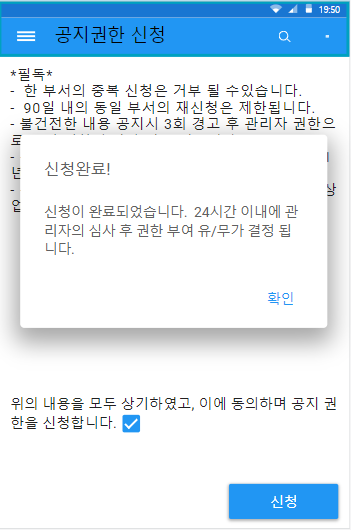 19:50
공지권한 신청
*필독*
- 한 부서의 중복 신청은 거부 될 수있습니다.
- 90일 내의 동일 부서의 재신청은 제한됩니다.
- 불건전한 내용 공지시 3회 경고 후 관리자 권한으
로
-
년
- 상
업
신청완료!
신청이 완료되었습니다. 24시간 이내에 관
리자의 심사 후 권한 부여 유/무가 결정 됩
니다.
확인
위의 내용을 모두 상기하였고, 이에 동의하며 공지 권
한을 신청합니다.
신청